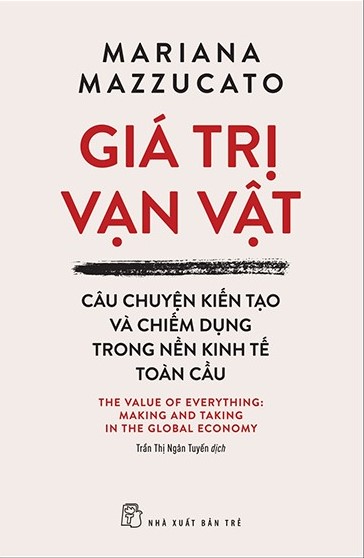 MARIANA
MAZZUCATO
GIÁ TRỊ
VẠN VẬT
CÂU CHUYỆN KIẾN TẠO
VÀ CHIẾM DỤNG
TRONG NỀN KINH TẾ
TOÀN CẦU
THE VALUE OF EVERYTHING:
MAKING AND TAKING
IN THE GLOBAL ECONOMY
Trần Thị Ngân Tuyến dịch
NHÀ XUẤT BẢN TRẺ